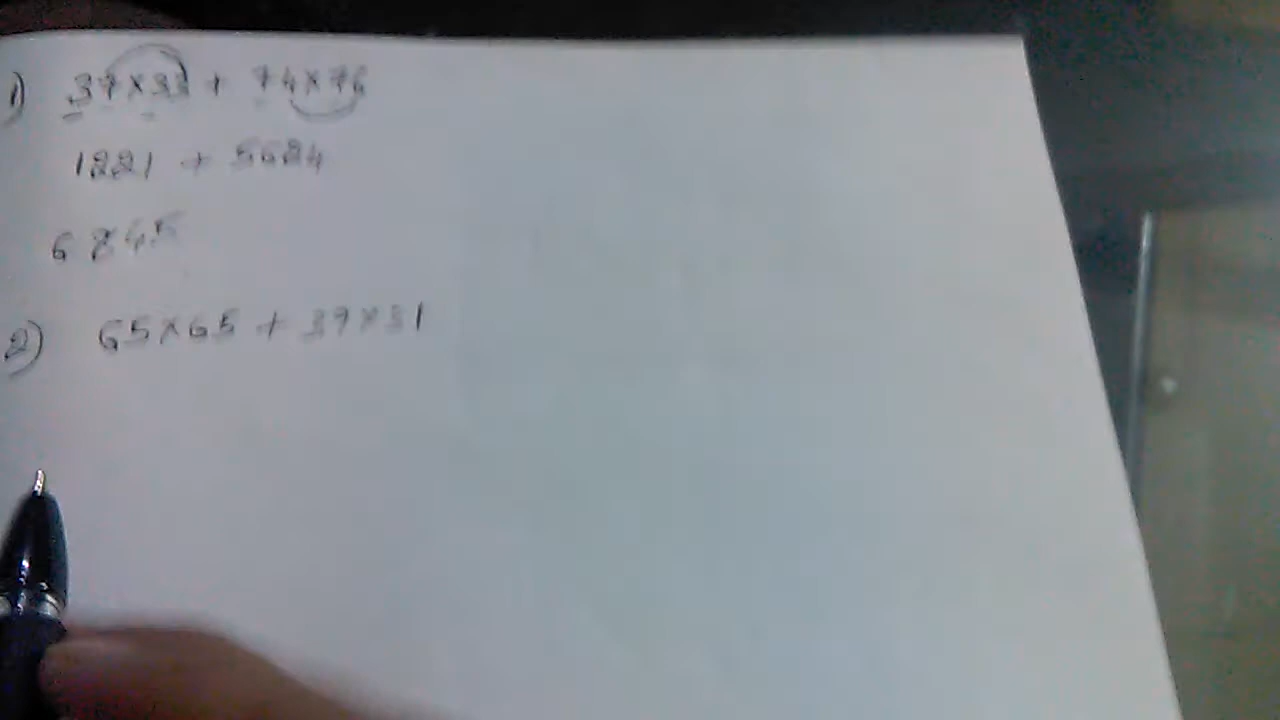 1) 37×33 + 74×76
1221 + 5624
6845
2) 65×65 + 39×31